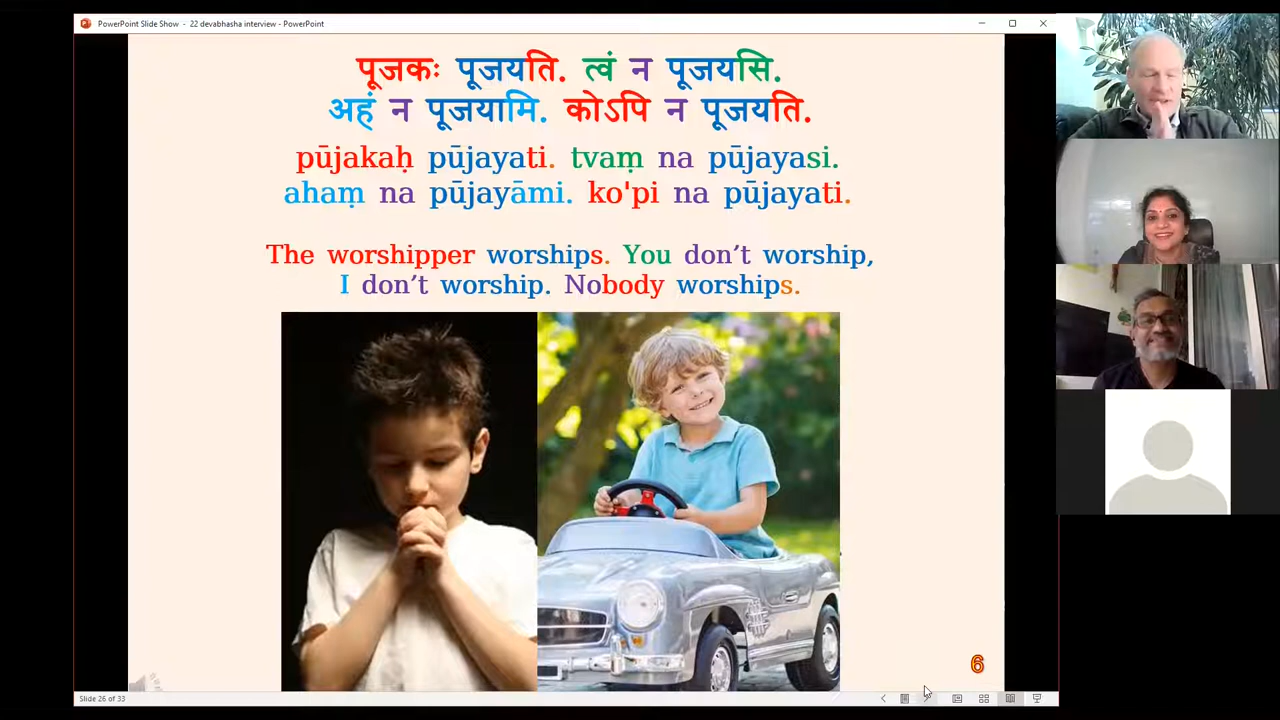 PowerPoint Slide Show - 22 devabhasha interview - PowerPoint
पूजकः पूजयति. त्वं न पूजयसि.
अहं न पूजयामि. कोऽपि न पूजयति.
pūjakaḥ pūjayati. tvaṃ na pūjayasi.
ahaṃ na pūjayāmi. ko'pi na pūjayati.
The worshipper worships. You don’t worship,
I don’t worship. Nobody worships.
6
Slide 26 of 33